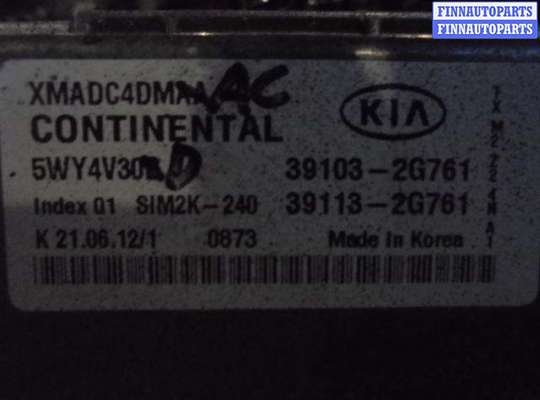 FINNAUTOPARTS
FINNAUTOPARTS
XMADC4DMAA AC
CONTINENTAL
KIA
5WY4V30 D
39103-2G761
Index 01 SIM2K-240
39113-2G761
K 21.06.12/1 0873 Made in Korea